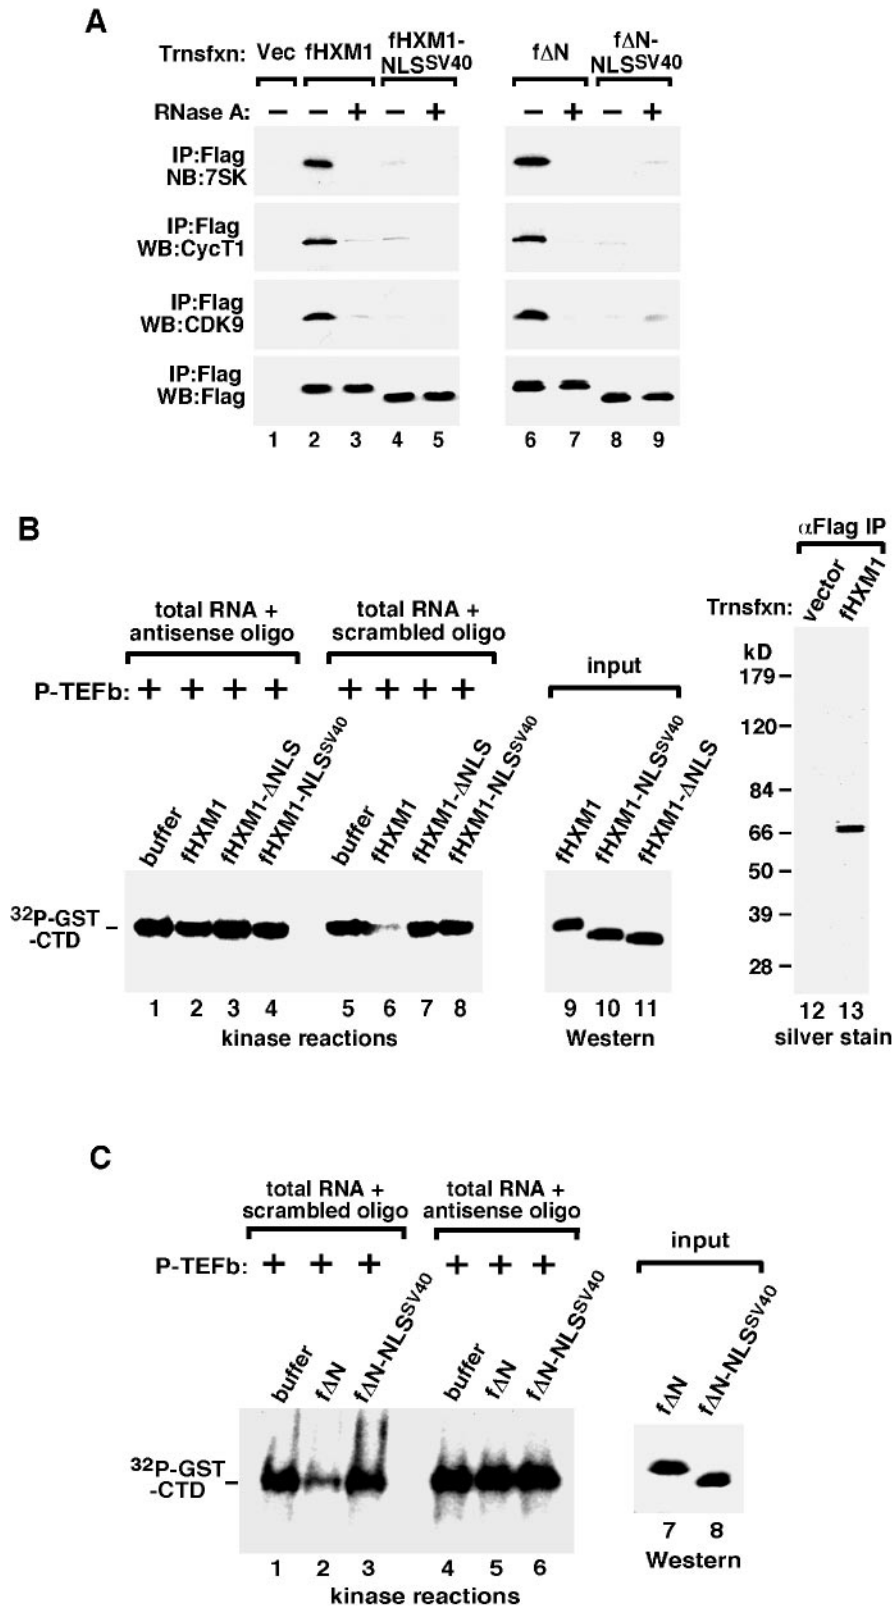 A
Trnsfxn: Vec fHXM1 fHXM1-NLSSV40 fΔN fΔN-NLSSV40
RNase A: − − + − + − + − +
IP:Flag
NB:7SK
IP:Flag
WB:CycT1
IP:Flag
WB:CDK9
IP:Flag
WB:Flag
1 2 3 4 5 6 7 8 9
B
total RNA +
antisense oligo
total RNA +
scrambled oligo
input
P-TEFb: + + + + + + + +
buffer
fHXM1
fHXM1-ΔNLS
fHXM1-NLSSV40
buffer
fHXM1
fHXM1-ΔNLS
fHXM1-NLSSV40
fHXM1
fHXM1-NLSSV40
fHXM1-ΔNLS
32P-GST
-CTD
1 2 3 4 5 6 7 8 9 10 11
kinase reactions
Western
αFlag IP
Trnsfxn:
vector
fHXM1
kD
179
120
84
66
50
39
28
12 13
silver stain
C
total RNA +
scrambled oligo
total RNA +
antisense oligo
input
P-TEFb: + + + + + +
buffer
fΔN
fΔN-NLSSV40
buffer
fΔN
fΔN-NLSSV40
fΔN
fΔN-NLSSV40
32P-GST
-CTD
1 2 3 4 5 6
kinase reactions
7 8
Western